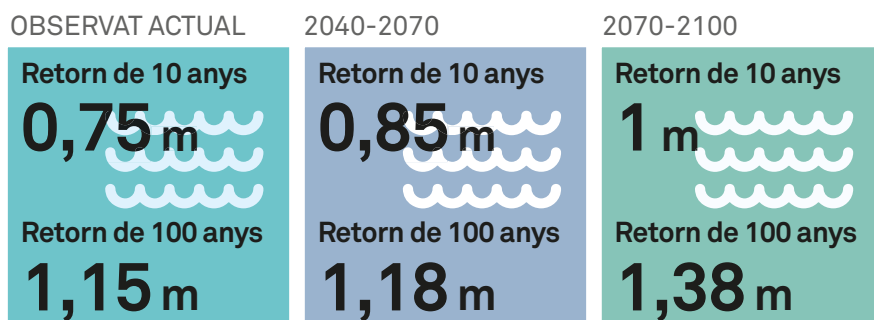 OBSERVAT ACTUAL
Retorn de 10 anys
0,75 m
Retorn de 100 anys
1,15 m
2040-2070
Retorn de 10 anys
0,85 m
Retorn de 100 anys
1,18 m
2070-2100
Retorn de 10 anys
1 m
Retorn de 100 anys
1,38 m